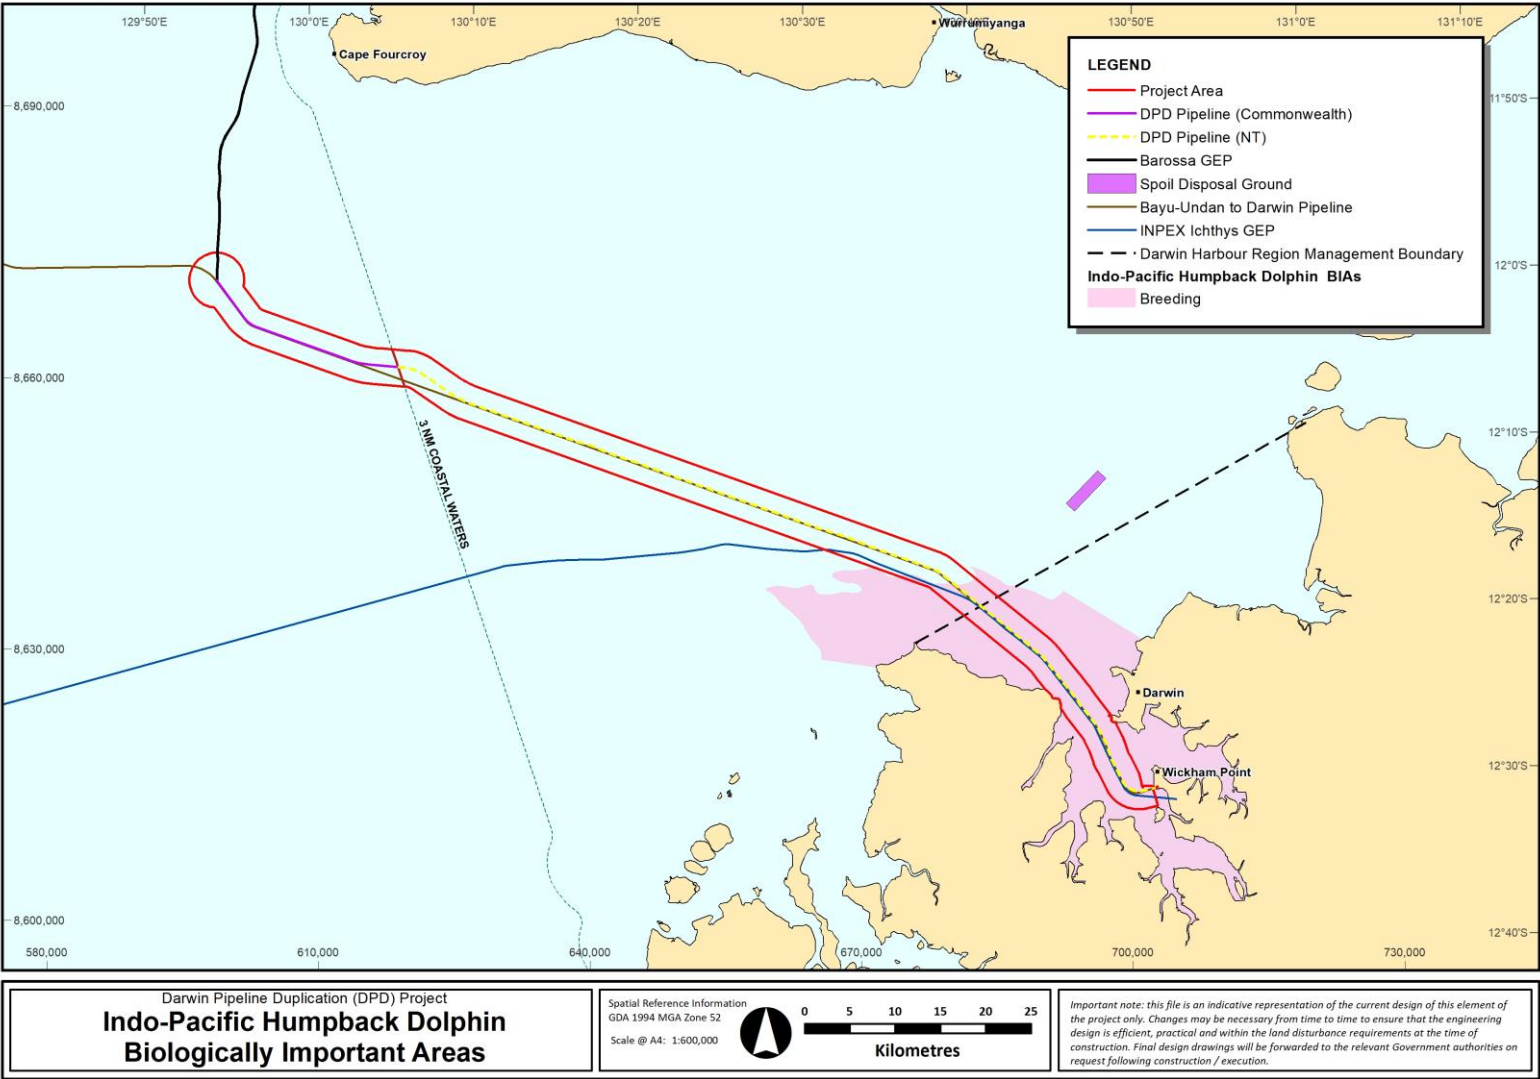 129°50'E
130°0'E
130°10'E
130°20'E
130°30'E
130°40'E
130°50'E
131°0'E
131°10'E
Wurrumiyanga
Cape Fourcroy
8,690,000
11°50'S
LEGEND
Project Area
DPD Pipeline (Commonwealth)
DPD Pipeline (NT)
Barossa GEP
Spoil Disposal Ground
Bayu-Undan to Darwin Pipeline
INPEX Ichthys GEP
Darwin Harbour Region Management Boundary
Indo-Pacific Humpback Dolphin BIAs
Breeding
12°0'S
8,660,000
3 NM COASTAL WATERS
12°10'S
12°20'S
8,630,000
Darwin
Wickham Point
12°30'S
8,600,000
12°40'S
580,000
610,000
640,000
670,000
700,000
730,000
Darwin Pipeline Duplication (DPD) Project
Indo-Pacific Humpback Dolphin
Biologically Important Areas
Spatial Reference Information
GDA 1994 MGA Zone 52
Scale @ A4: 1:600,000
0 5 10 15 20 25
Kilometres
Important note: this file is an indicative representation of the current design of this element of
the project only. Changes may be necessary from time to time to ensure that the engineering
design is efficient, practical and within the land disturbance requirements at the time of
construction. Final design drawings will be forwarded to the relevant Government authorities on
request following construction / execution.